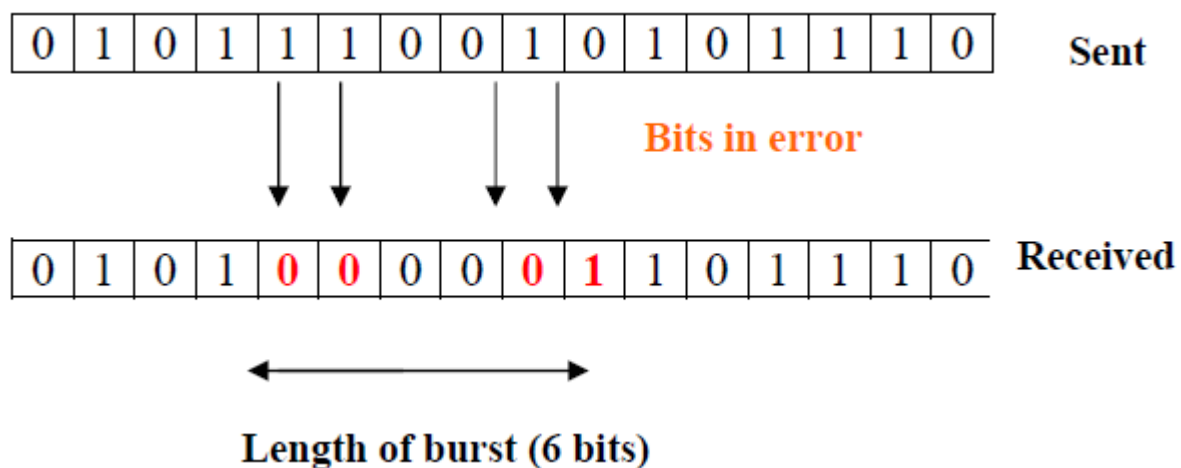 0 1 0 1 1 1 0 0 1 0 1 0 1 1 1 0 Sent
Bits in error
0 1 0 1 0 0 0 0 0 1 1 0 1 1 1 0 Received
Length of burst (6 bits)